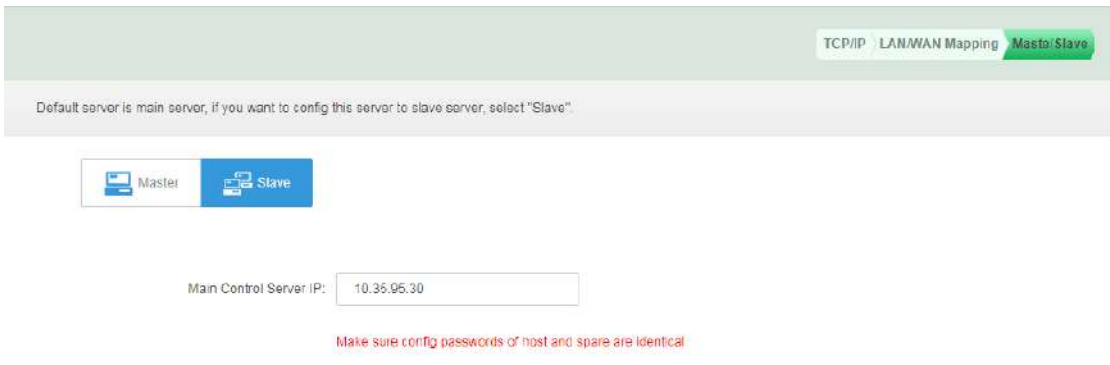 TCP/IP LAN/WAN Mapping Maste/Slave
Default server is main server, if you want to config this server to slave server, select "Slave".
Master Slave
Main Control Server IP: 10.35.95.30
Make sure config passwords of host and spare are identical